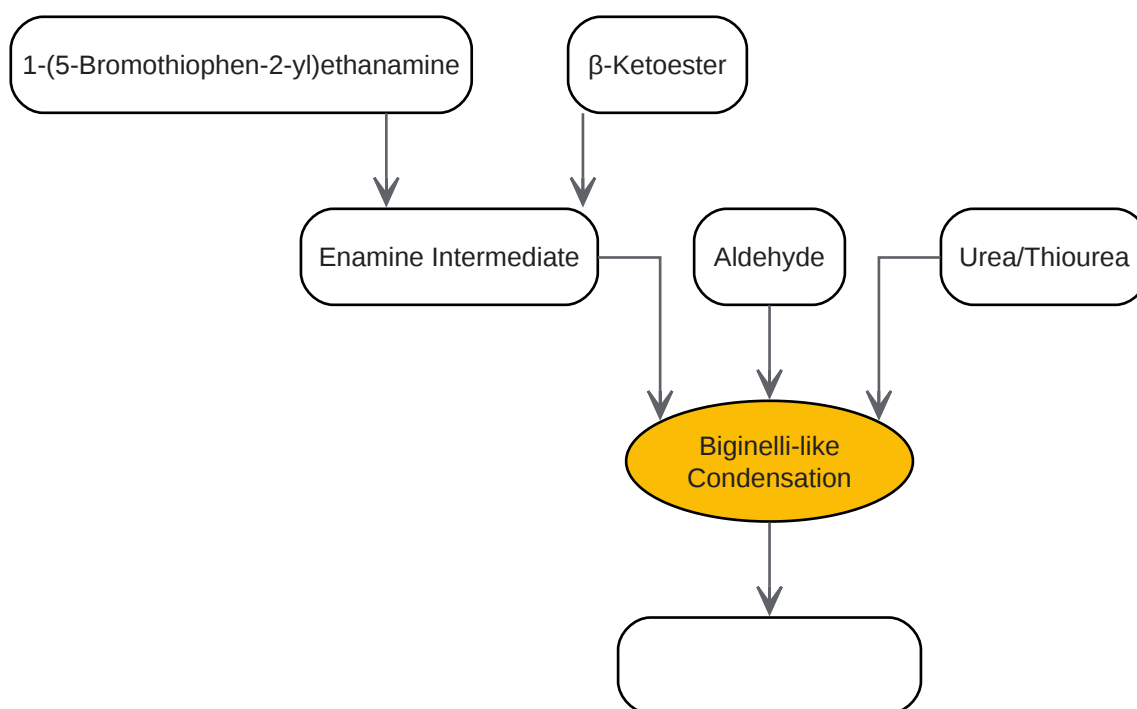 1-(5-Bromothiophen-2-yl)ethanamine
β-Ketoester
Enamine Intermediate
Aldehyde
Urea/Thiourea
Biginelli-like
Condensation